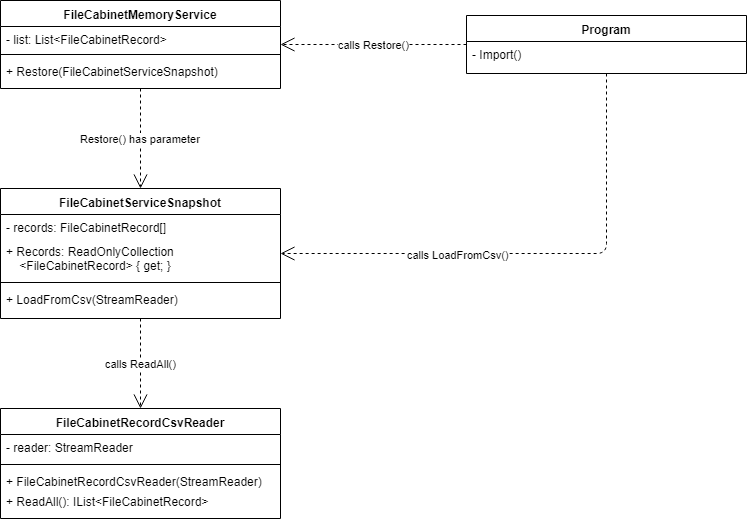 FileCabinetMemoryService
- list: List<FileCabinetRecord>
+ Restore(FileCabinetServiceSnapshot)
calls Restore()
Program
- Import()
Restore() has parameter
FileCabinetServiceSnapshot
- records: FileCabinetRecord[]
+ Records: ReadOnlyCollection
<FileCabinetRecord> { get; }
+ LoadFromCsv(StreamReader)
calls LoadFromCsv()
calls ReadAll()
FileCabinetRecordCsvReader
- reader: StreamReader
+ FileCabinetRecordCsvReader(StreamReader)
+ ReadAll(): IList<FileCabinetRecord>